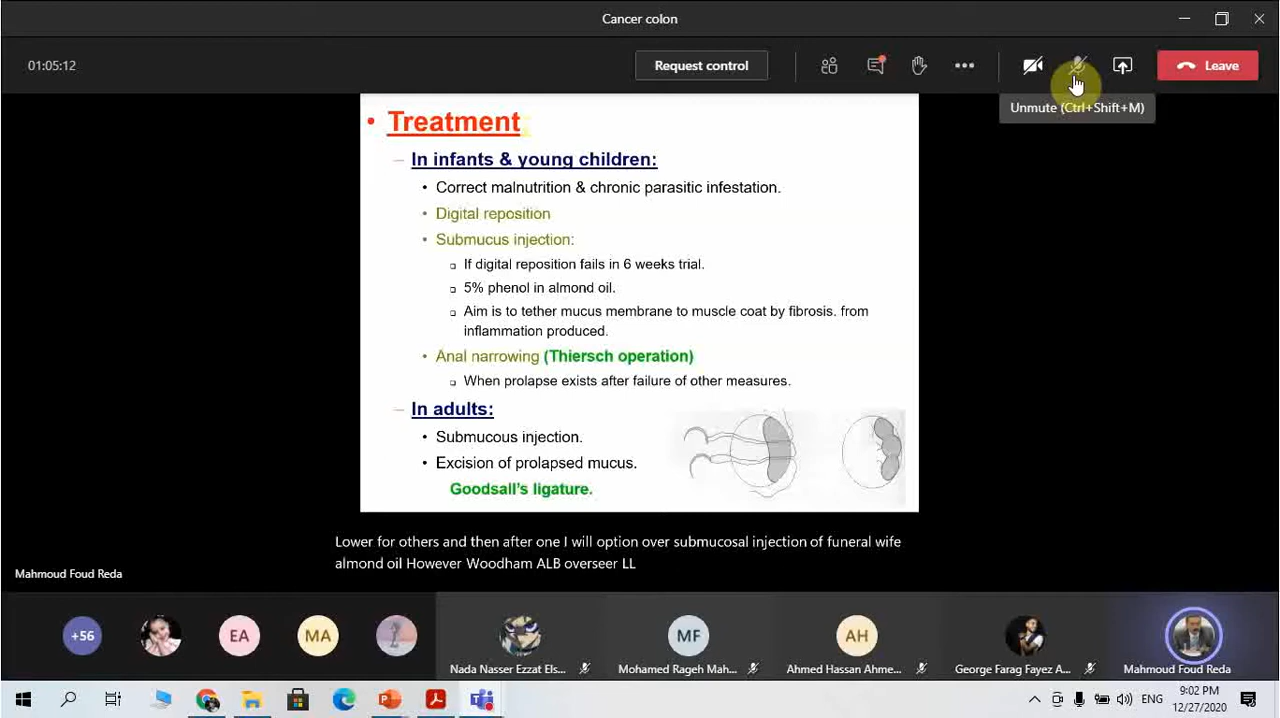 Cancer colon
01:05:12
Request control
Leave
Unmute (Ctrl+Shift+M)
• Treatment
– In infants & young children:
• Correct malnutrition & chronic parasitic infestation.
• Digital reposition
• Submucus injection:
If digital reposition fails in 6 weeks trial.
5% phenol in almond oil.
Aim is to tether mucus membrane to muscle coat by fibrosis. from
inflammation produced.
• Anal narrowing (Thiersch operation)
When prolapse exists after failure of other measures.
– In adults:
• Submucous injection.
• Excision of prolapsed mucus.
Goodsall's ligature.
Lower for others and then after one I will option over submucosal injection of funeral wife
almond oil However Woodham ALB overseer LL
Mahmoud Foud Reda
+56
EA
MA
MF
AH
Nada Nasser Ezzat Els...
Mohamed Rageh Mah...
Ahmed Hassan Ahme...
George Farag Fayez A...
Mahmoud Foud Reda
ENG
9:02 PM
12/27/2020